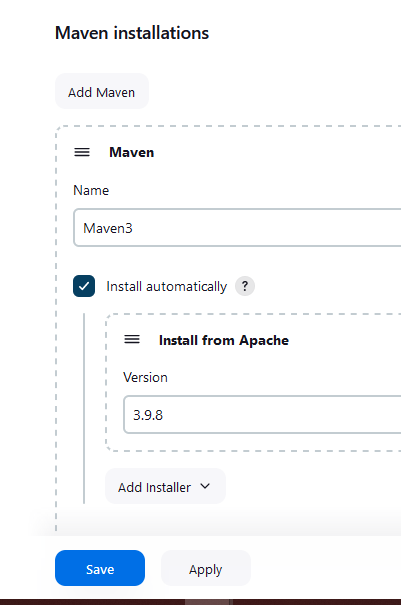 Maven installations
Add Maven
Maven
Name
Maven3
Install automatically ?
Install from Apache
Version
3.9.8
Add Installer
Save Apply